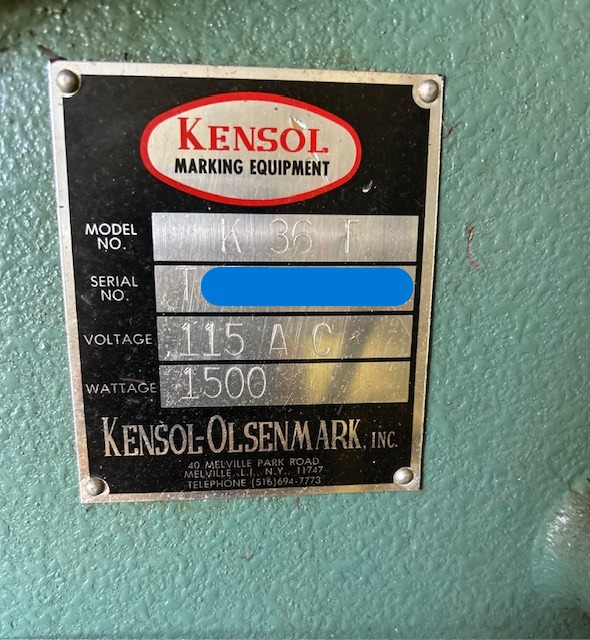 KENSOL
MARKING EQUIPMENT
MODEL NO. K 36 T
SERIAL NO. T
VOLTAGE 115 A C
WATTAGE 1500
KENSOL-OLSENMARK, INC.
40 MELVILLE PARK ROAD
MELVILLE, L.I., N.Y., 11747
TELEPHONE (516)694-7773